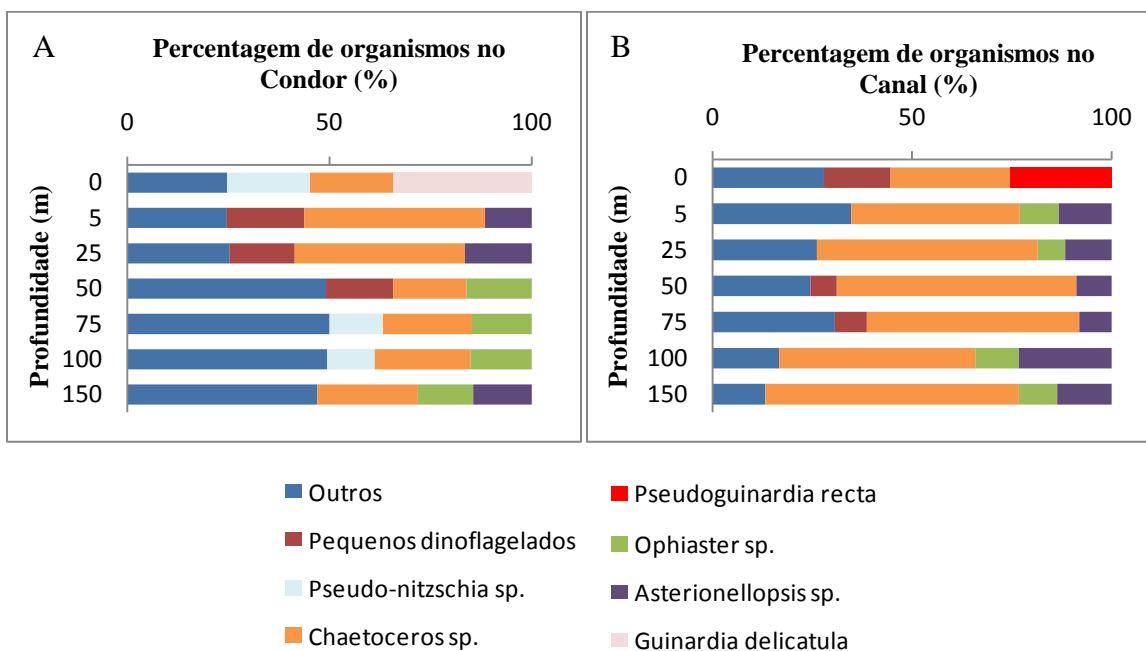 A
Percentagem de organismos no
Condor (%)
0 50 100
Profundidade (m)
0
5
25
50
75
100
150
B
Percentagem de organismos no
Canal (%)
0 50 100
Profundidade (m)
0
5
25
50
75
100
150
Outros
Pequenos dinoflagelados
Pseudo-nitzschia sp.
Chaetoceros sp.
Pseudoguinardia recta
Ophiaster sp.
Asterionellopsis sp.
Guinardia delicatula